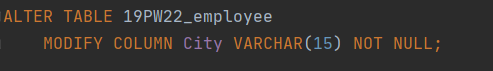 ALTER TABLE 19PW22_employee
MODIFY COLUMN City VARCHAR(15) NOT NULL;